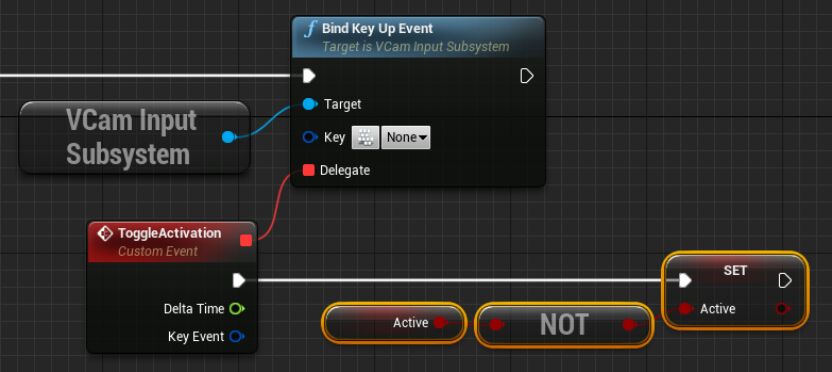 f Bind Key Up Event
Target is VCam Input Subsystem
VCam Input
Subsystem
Target
Key None
Delegate
ToggleActivation
Custom Event
Delta Time
Key Event
Active
NOT
SET
Active